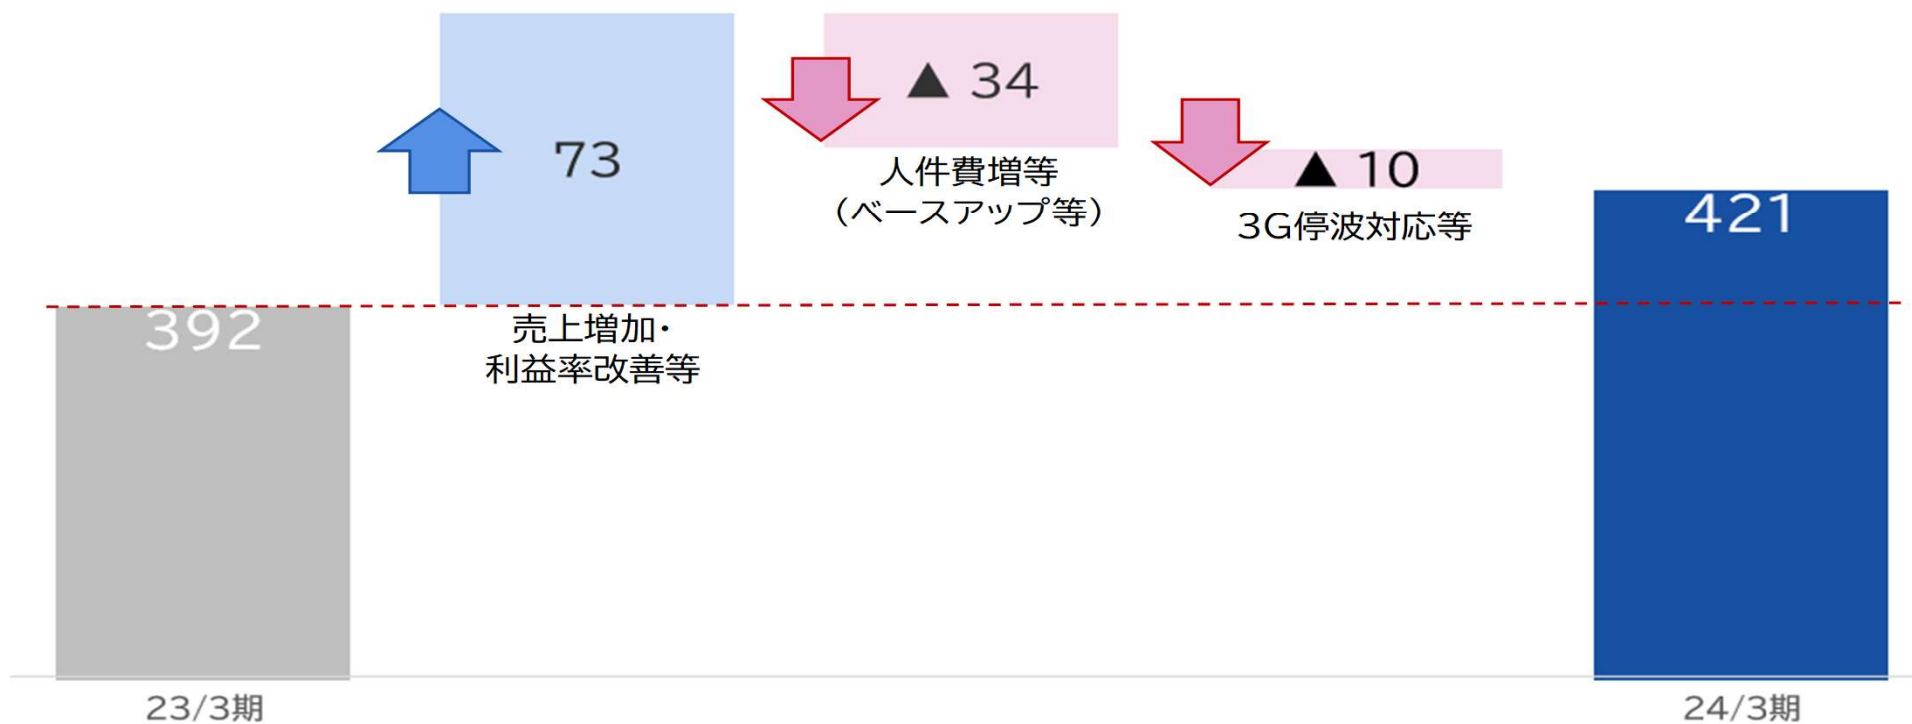 73
▲ 34
人件費増等
(ベースアップ等)
▲ 10
3G停波対応等
421
392
売上増加・
利益率改善等
23/3期
24/3期